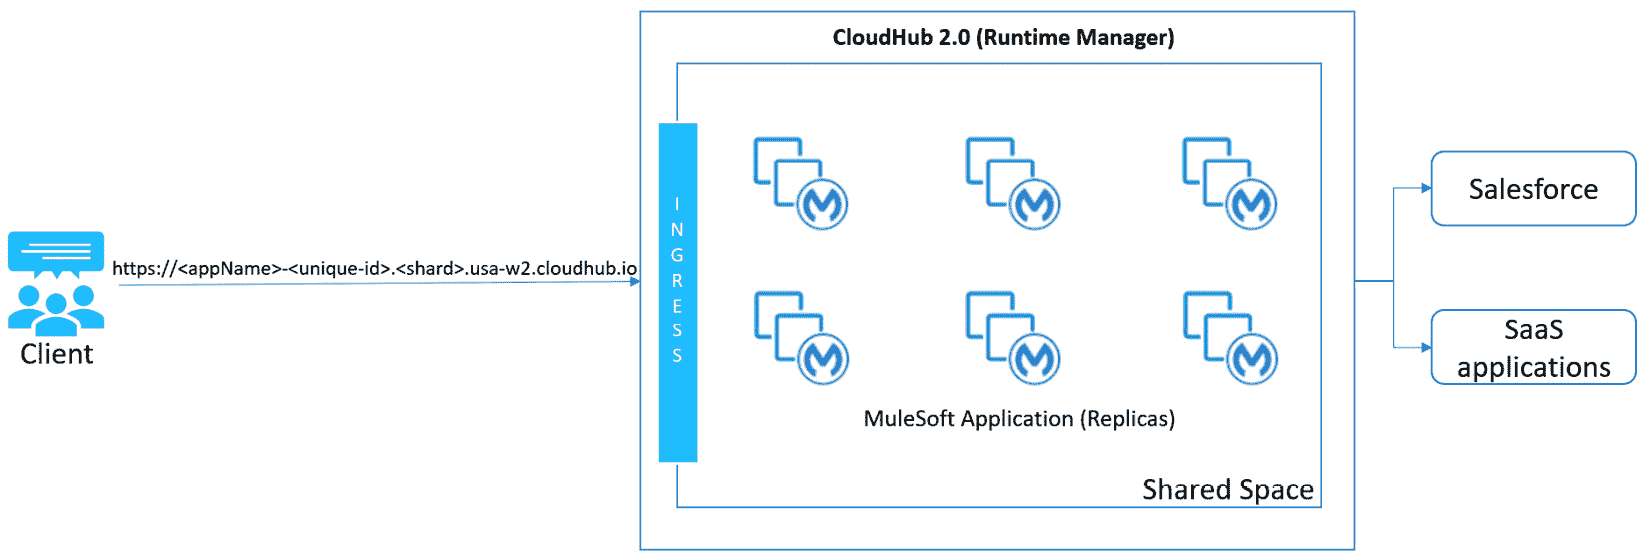 CloudHub 2.0 (Runtime Manager)
INGRESS
https://<appName>-<unique-id>.<shard>.usa-w2.cloudhub.io
Client
MuleSoft Application (Replicas)
Shared Space
Salesforce
SaaS
applications